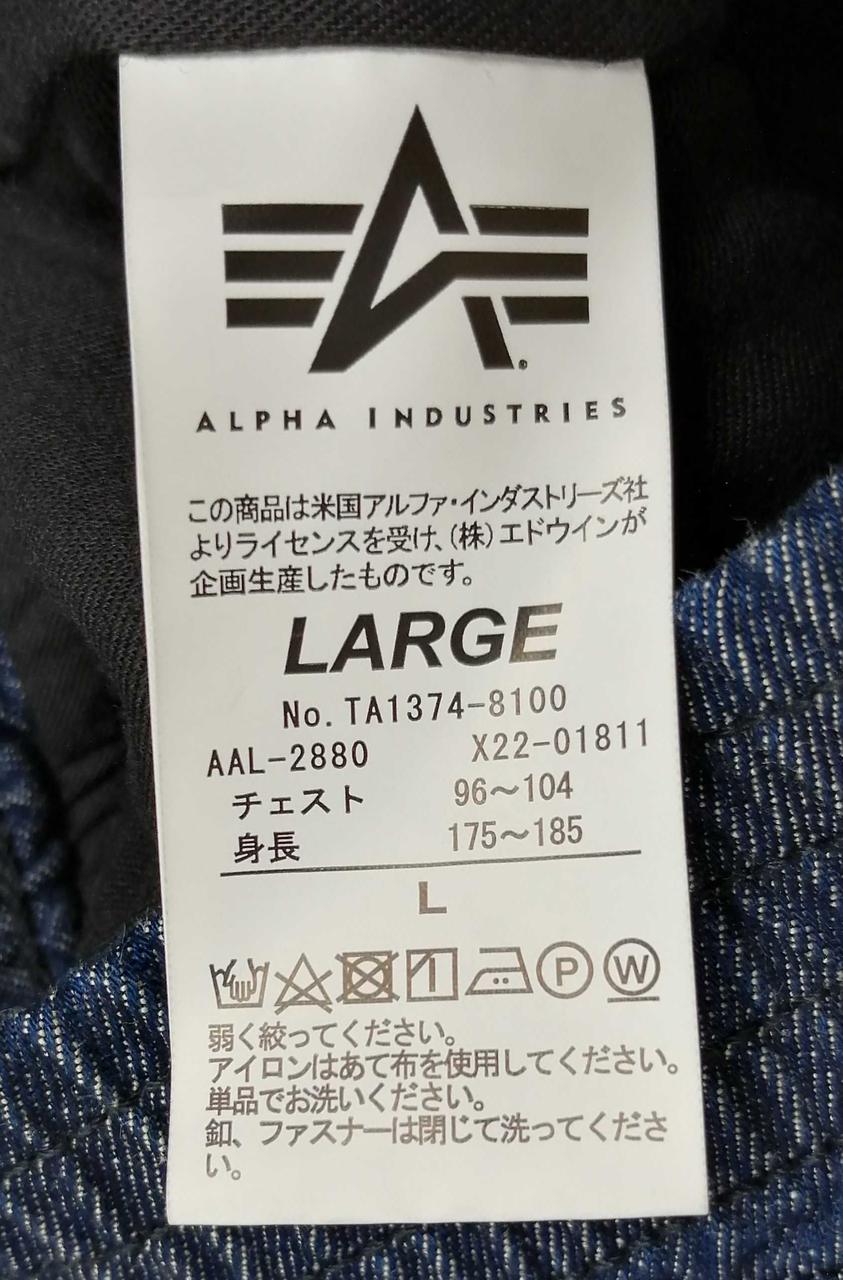 ALPHA INDUSTRIES
この商品は米国アルファ・インダストリーズ社
よりライセンスを受け、(株)エドウインが
企画生産したものです。
LARGE
No. TA1374-8100
AAL-2880 X22-01811
チェスト 96〜104
身長 175〜185
L
P W
弱く絞ってください。
アイロンはあて布を使用してください。
単品でお洗いください。
釦、ファスナーは閉じて洗ってくださ
い。